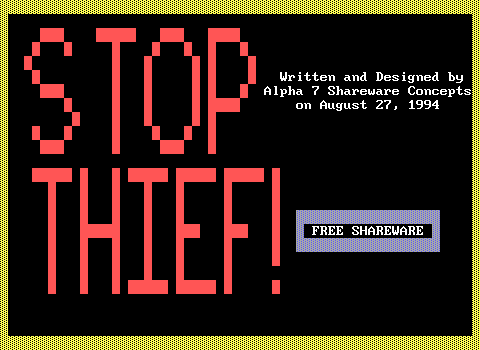 STOP
Written and Designed by
Alpha 7 Shareware Concepts
on August 27, 1994
THIEF!
FREE SHAREWARE